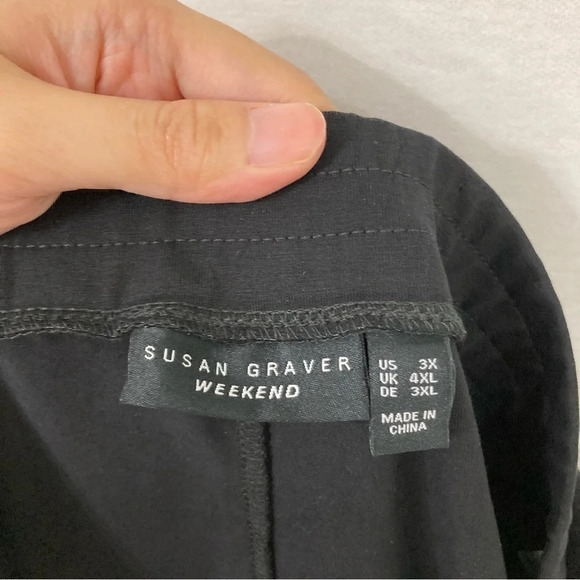 SUSAN GRAVER
WEEKEND
US 3X
UK 4XL
DE 3XL
MADE IN
CHINA